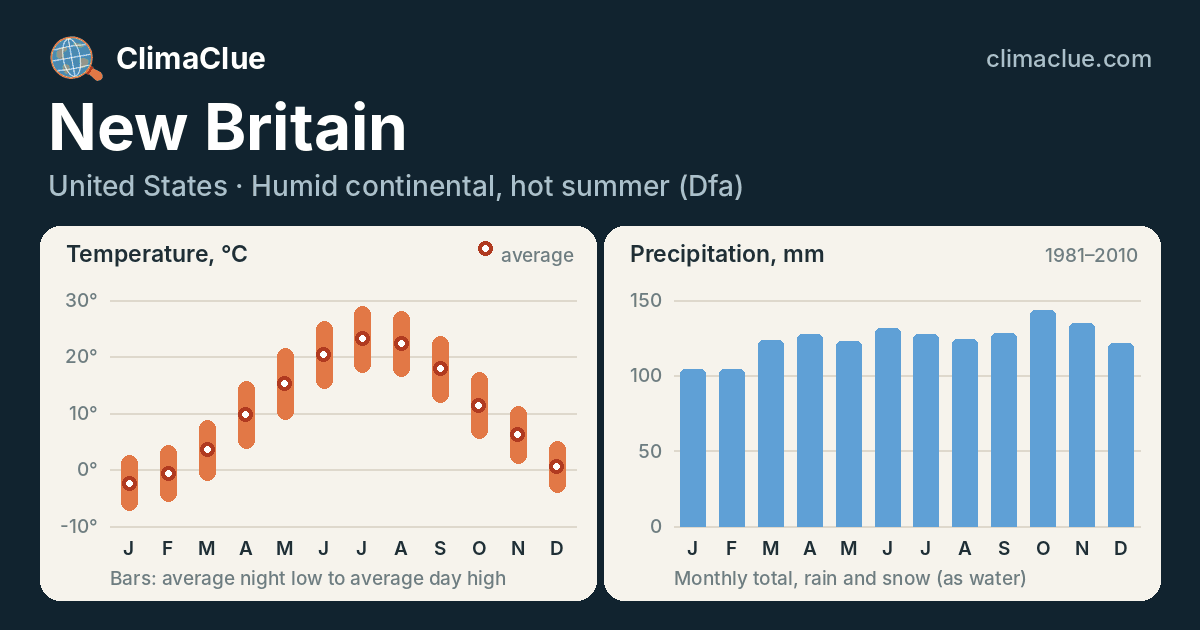 ClimaClue
climaclue.com
New Britain
United States · Humid continental, hot summer (Dfa)
Temperature, °C
average
30°
20°
10°
0°
-10°
J F M A M J J A S O N D
Bars: average night low to average day high
Precipitation, mm
1981–2010
150
100
50
0
J F M A M J J A S O N D
Monthly total, rain and snow (as water)